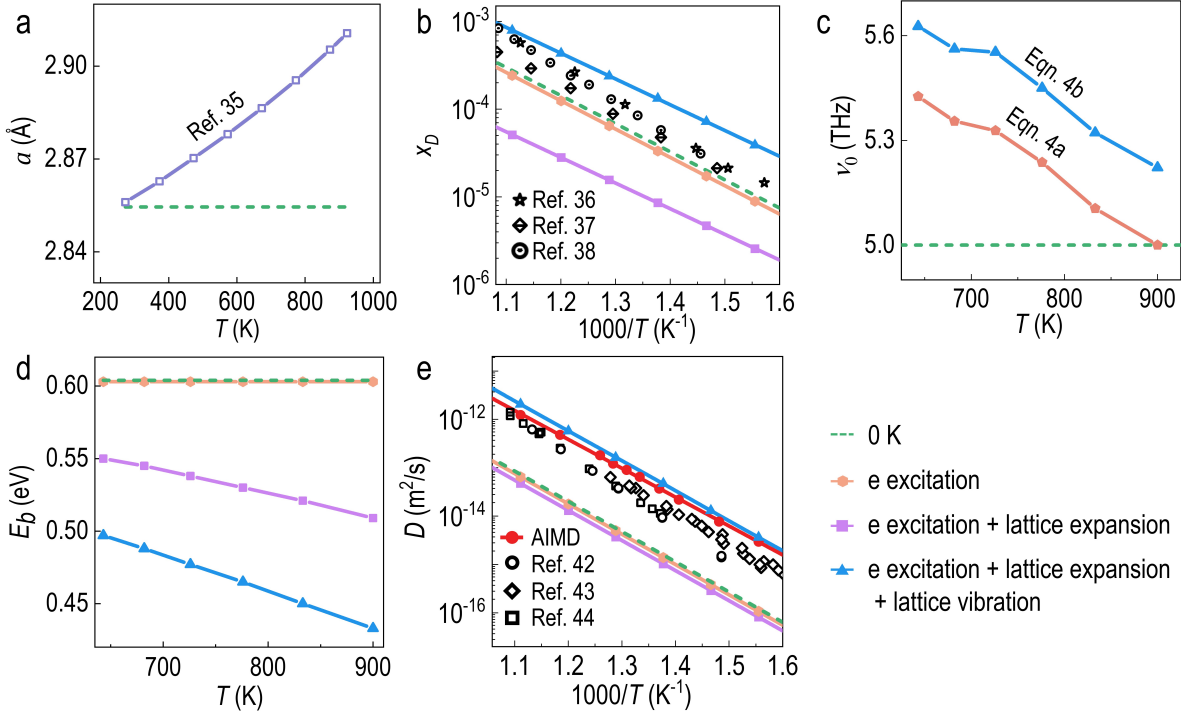 a
2.90
2.87
2.84
a (Å)
Ref. 35
200 400 600 800 1000
T (K)
b
10⁻³
10⁻⁴
10⁻⁵
10⁻⁶
x_D
Ref. 36
Ref. 37
Ref. 38
1.1 1.2 1.3 1.4 1.5 1.6
1000/T (K⁻¹)
c
5.6
5.3
5.0
ν₀ (THz)
Eqn. 4b
Eqn. 4a
700 800 900
T (K)
d
0.60
0.55
0.50
0.45
E_b (eV)
700 800 900
T (K)
e
10⁻¹²
10⁻¹⁴
10⁻¹⁶
D (m²/s)
AIMD
Ref. 42
Ref. 43
Ref. 44
1.1 1.2 1.3 1.4 1.5 1.6
1000/T (K⁻¹)
0 K
e excitation
e excitation + lattice expansion
e excitation + lattice expansion
+ lattice vibration